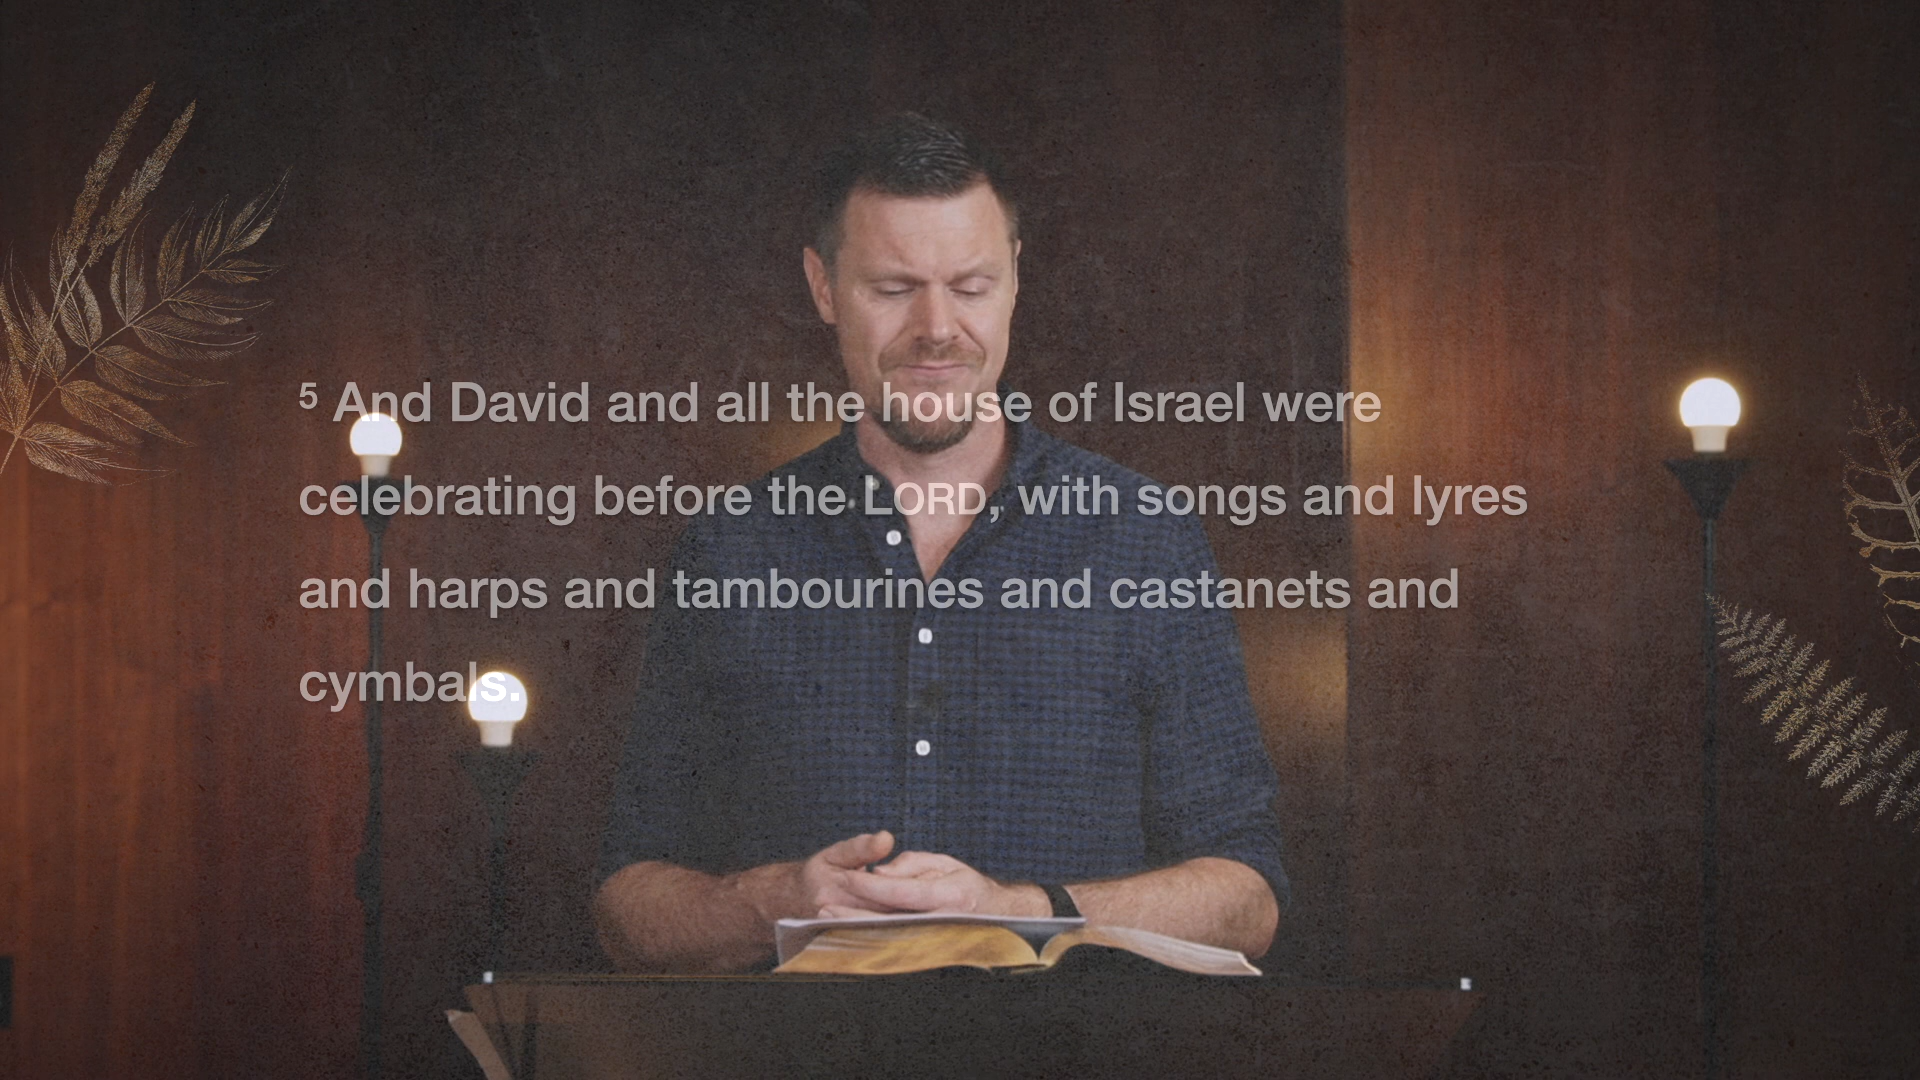 5 And David and all the house of Israel were
celebrating before the LORD, with songs and lyres
and harps and tambourines and castanets and
cymbals.